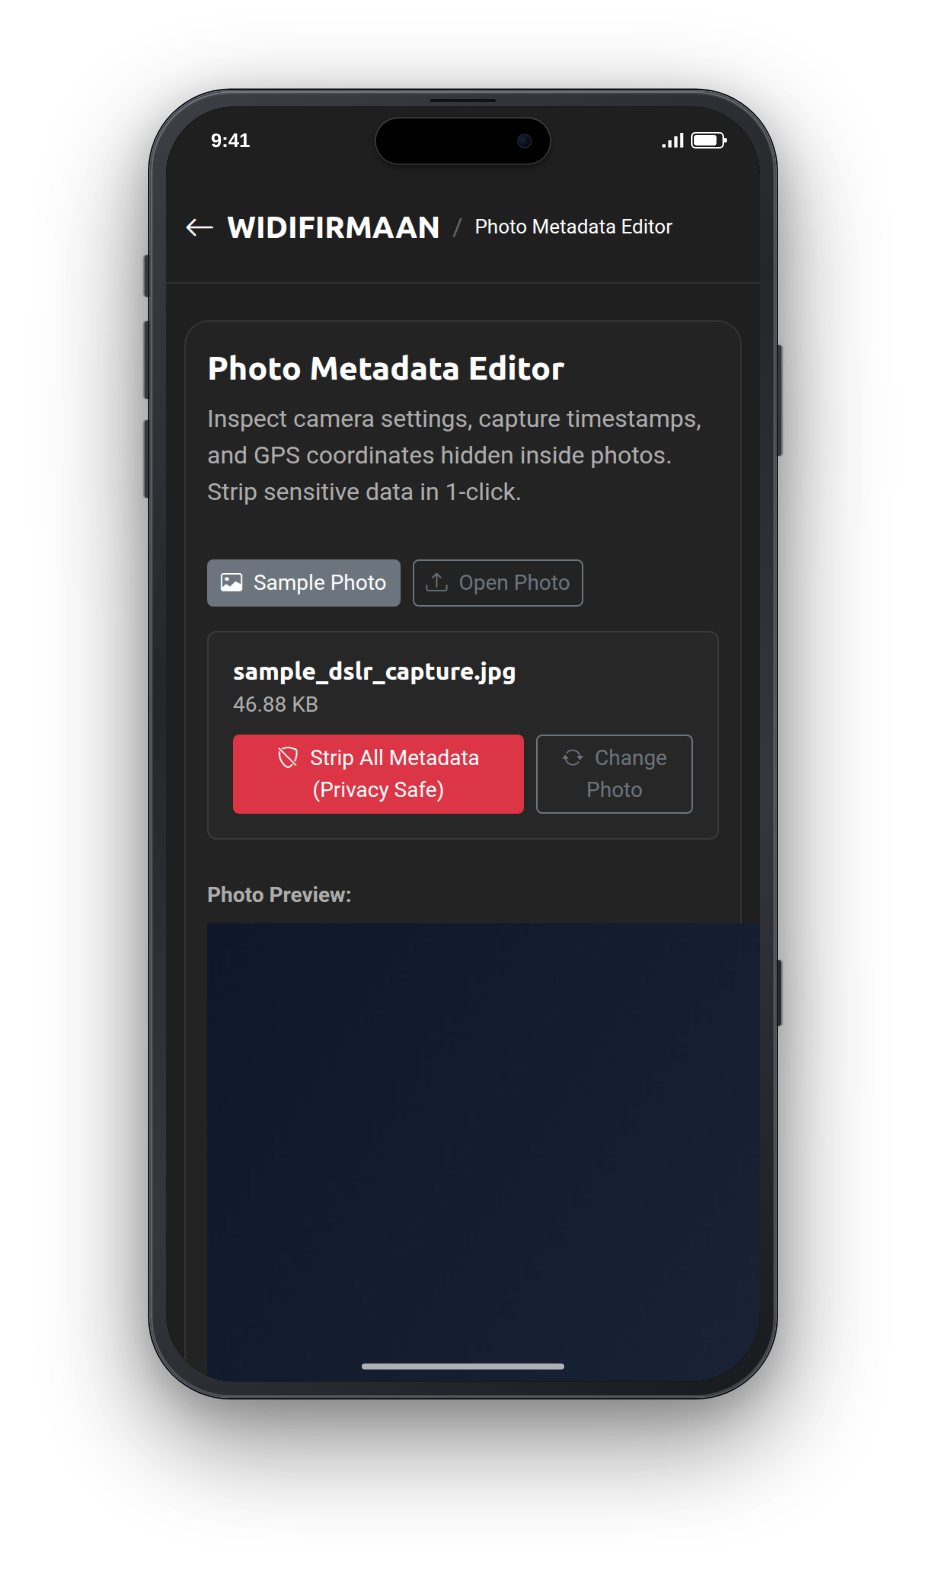 9:41
WIDIFIRMAAN / Photo Metadata Editor
Photo Metadata Editor
Inspect camera settings, capture timestamps,
and GPS coordinates hidden inside photos.
Strip sensitive data in 1-click.
Sample Photo
Open Photo
sample_dslr_capture.jpg
46.88 KB
Strip All Metadata
(Privacy Safe)
Change
Photo
Photo Preview: